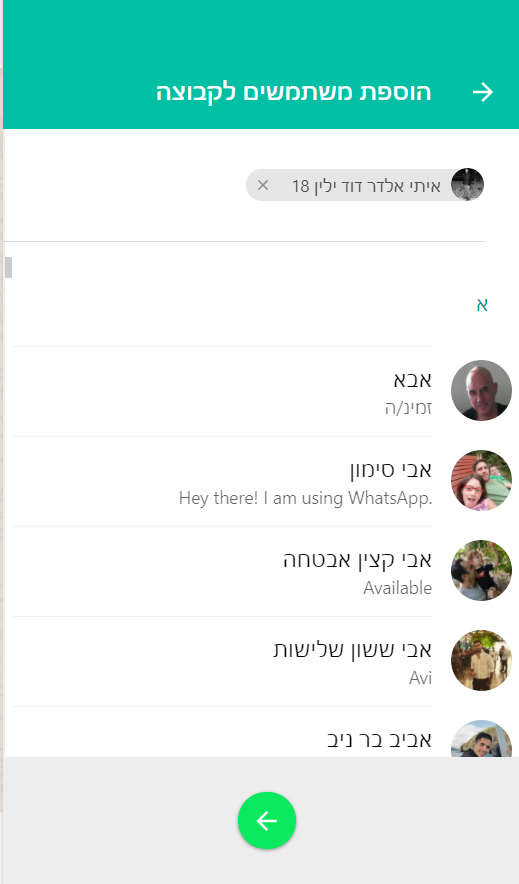 הוספת משתמשים לקבוצה
איתי אלדר דוד ילין 18
א
אבא
זמינ/ה
אבי סימון
Hey there! I am using WhatsApp.
אבי קצין אבטחה
Available
אבי ששון שלישות
Avi
אביב בר ניב